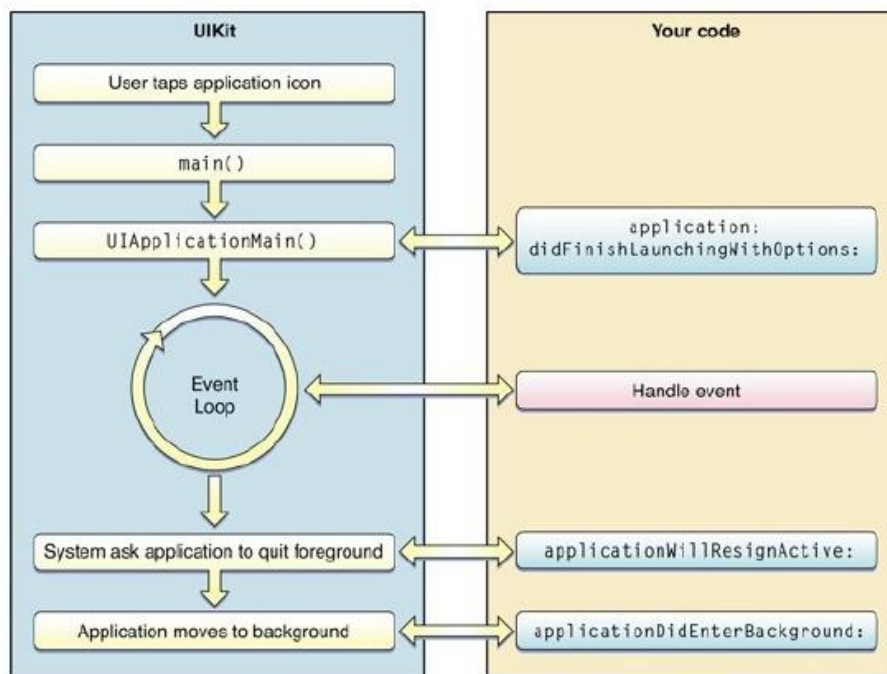 UIKit
User taps application icon
main()
UIApplicationMain()
Event
Loop
System ask application to quit foreground
Application moves to background
Your code
application:
didFinishLaunchingWithOptions:
Handle event
applicationWillResignActive:
applicationDidEnterBackground: